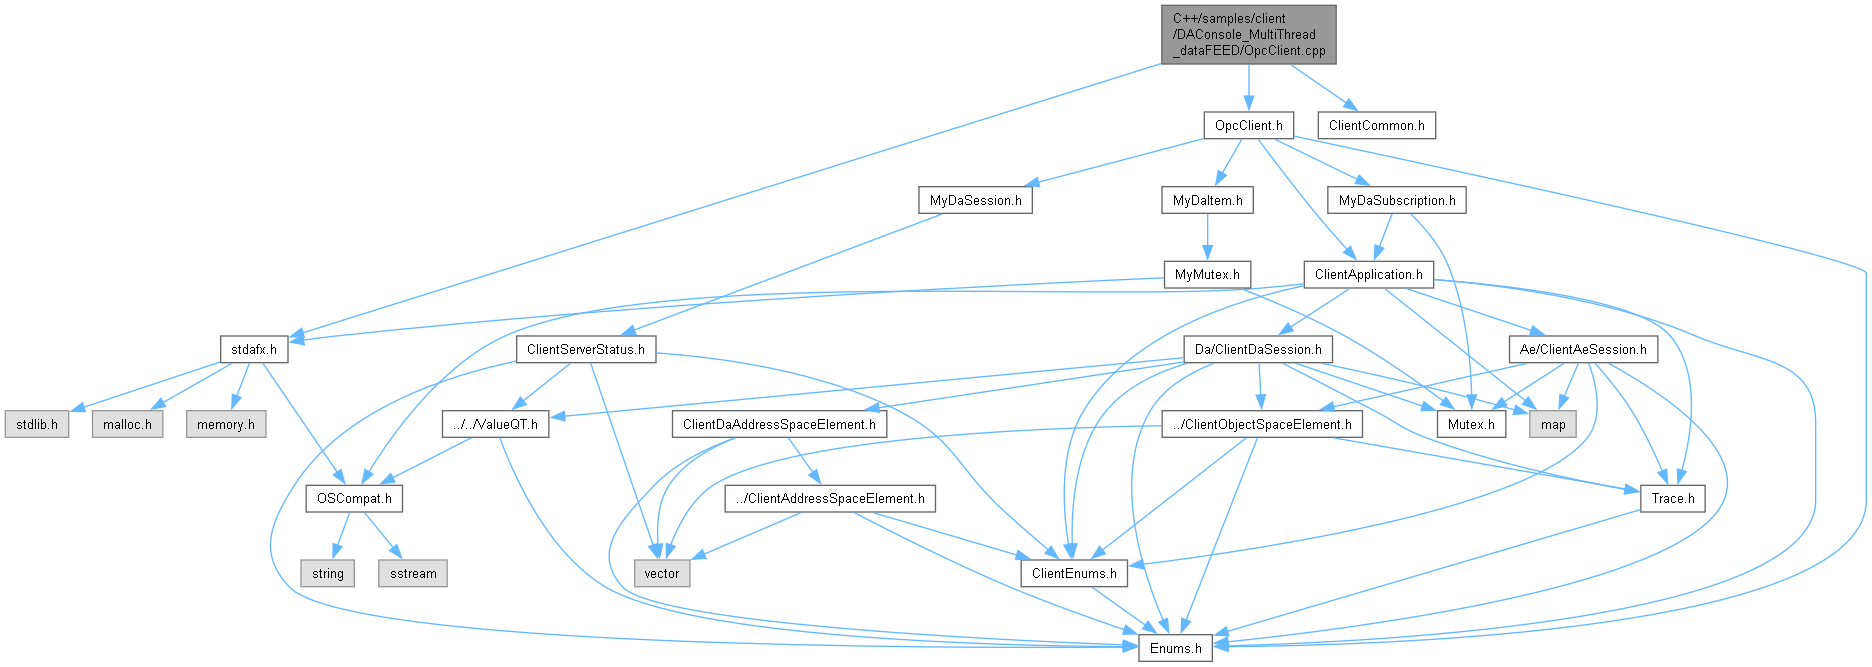 C++/samples/client
/DAConsole_MultiThread
_dataFEED/OpcClient.cpp
OpcClient.h
ClientCommon.h
MyDaSession.h
MyDaItem.h
MyDaSubscription.h
MyMutex.h
ClientApplication.h
stdafx.h
ClientServerStatus.h
Da/ClientDaSession.h
Ae/ClientAeSession.h
stdlib.h
malloc.h
memory.h
../../ValueQT.h
ClientDaAddressSpaceElement.h
../ClientObjectSpaceElement.h
Mutex.h
map
OSCompat.h
../ClientAddressSpaceElement.h
Trace.h
string
sstream
vector
ClientEnums.h
Enums.h